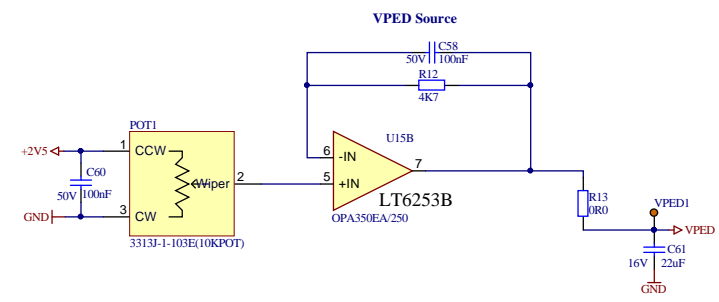 VPED Source
C58
50V 100nF
R12
4K7
POT1
U15B
+2V5
1 CCW
6 -IN
7
C60
Wiper 2
5 +IN
50V 100nF
LT6253B
R13
0R0
VPED1
GND
3 CW
OPA350EA/250
VPED
3313J-1-103E(10KPOT)
C61
16V 22uF
GND